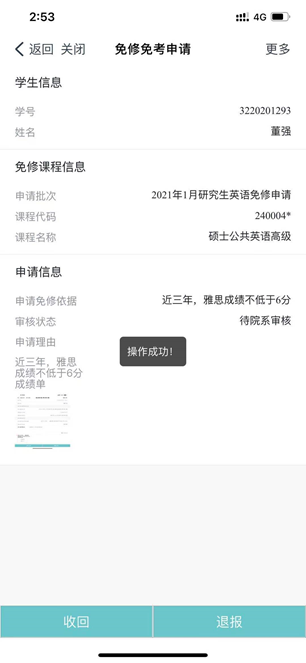 2:53
4G
返回 关闭 免修免考申请 更多
学生信息
学号 3220201293
姓名 董强
免修课程信息
申请批次 2021年1月研究生英语免修申请
课程代码 240004*
课程名称 硕士公共英语高级
申请信息
申请免修依据 近三年，雅思成绩不低于6分
审核状态 待院系审核
申请理由
操作成功！
近三年，雅思
成绩不低于6分
成绩单
收回 退报